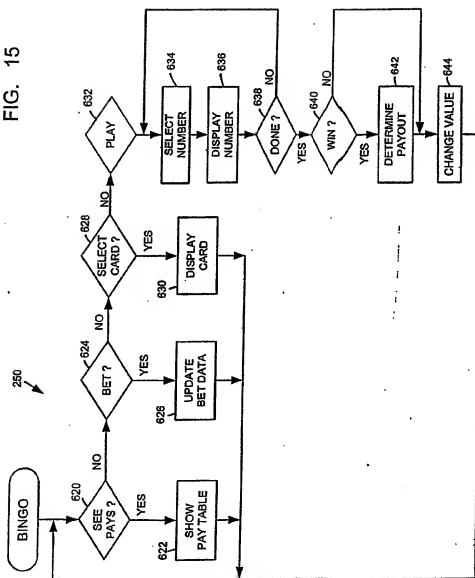 FIG. 15
250
BINGO
620
SEE
PAYS ?
NO
YES
622
SHOW
PAY TABLE
624
BET ?
NO
YES
626
UPDATE
BET DATA
628
SELECT
CARD ?
NO
YES
630
DISPLAY
CARD
632
PLAY
634
SELECT
NUMBER
636
DISPLAY
NUMBER
638
DONE ?
NO
YES
640
WIN ?
NO
YES
642
DETERMINE
PAYOUT
644
CHANGE VALUE